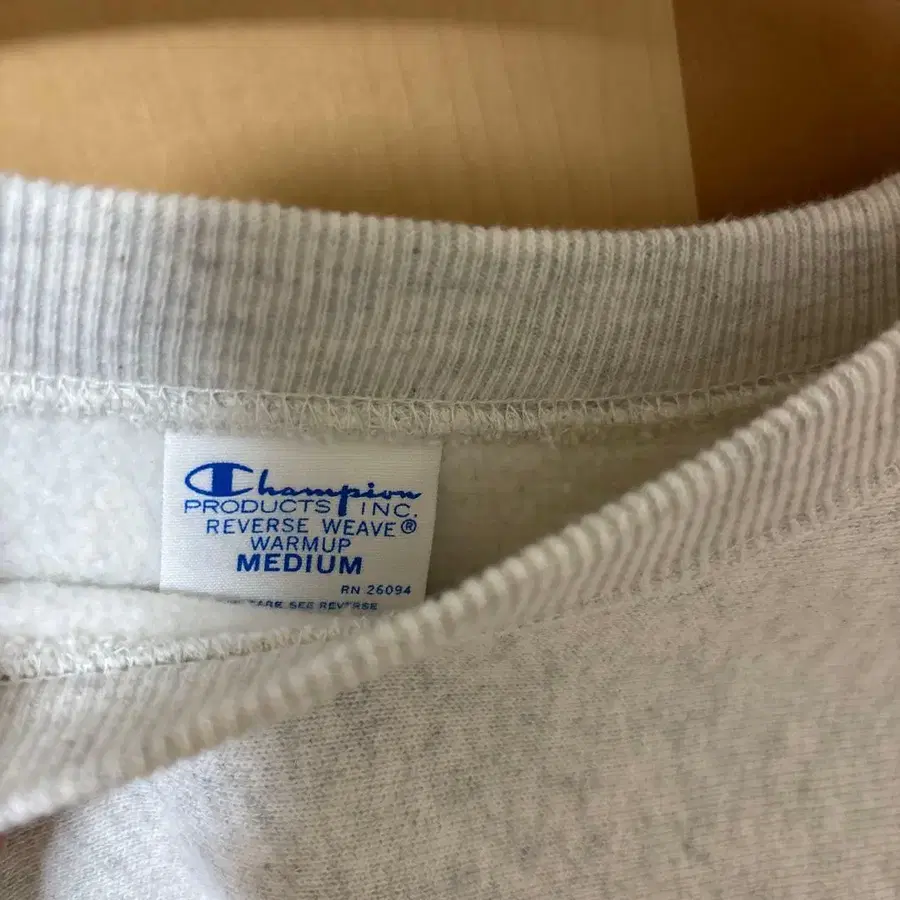 Champion
PRODUCTS INC.
REVERSE WEAVE®
WARMUP
MEDIUM
RN 26094
CARE SEE REVERSE